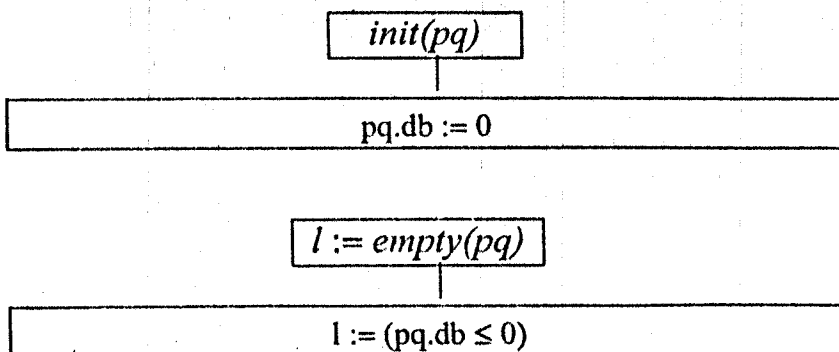 init(pq)
pq.db := 0
l := empty(pq)
l := (pq.db ≤ 0)